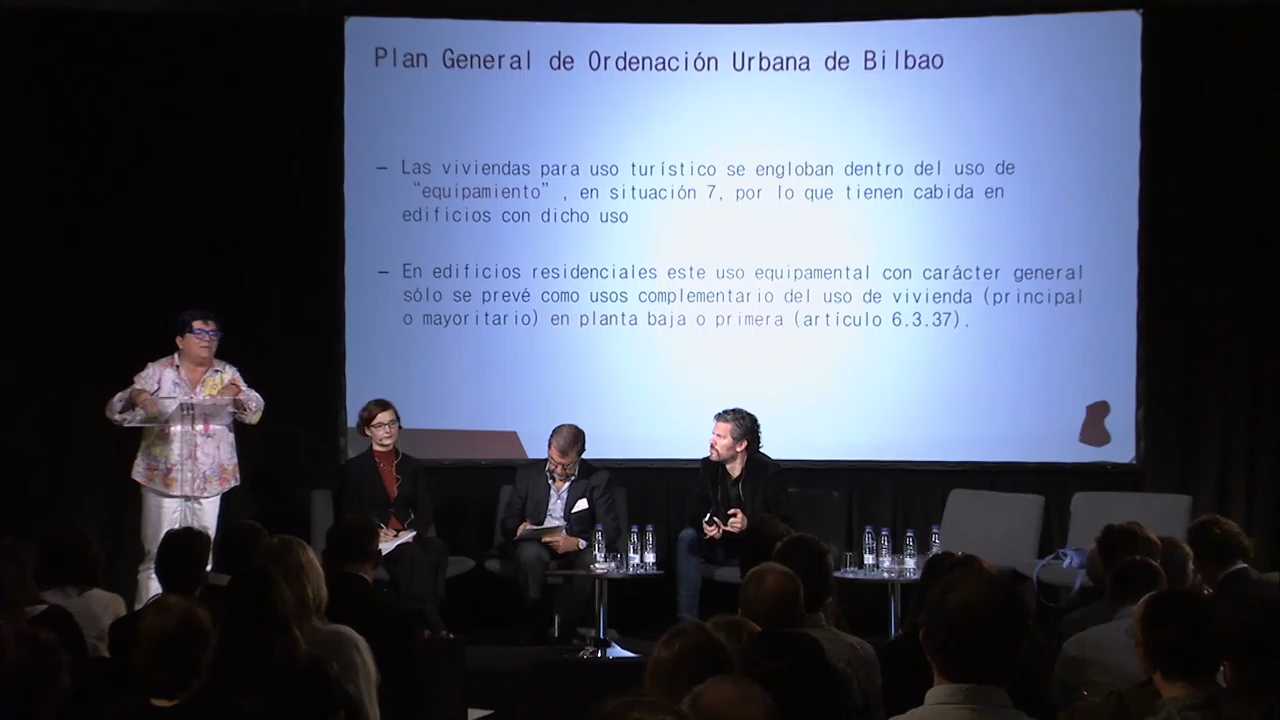 Plan General de Ordenación Urbana de Bilbao
– Las viviendas para uso turístico se engloban dentro del uso de
“equipamiento” , en situación 7, por lo que tienen cabida en
edificios con dicho uso
– En edificios residenciales este uso equipamental con carácter general
sólo se prevé como usos complementario del uso de vivienda (principal
o mayoritario) en planta baja o primera (artículo 6.3.37).